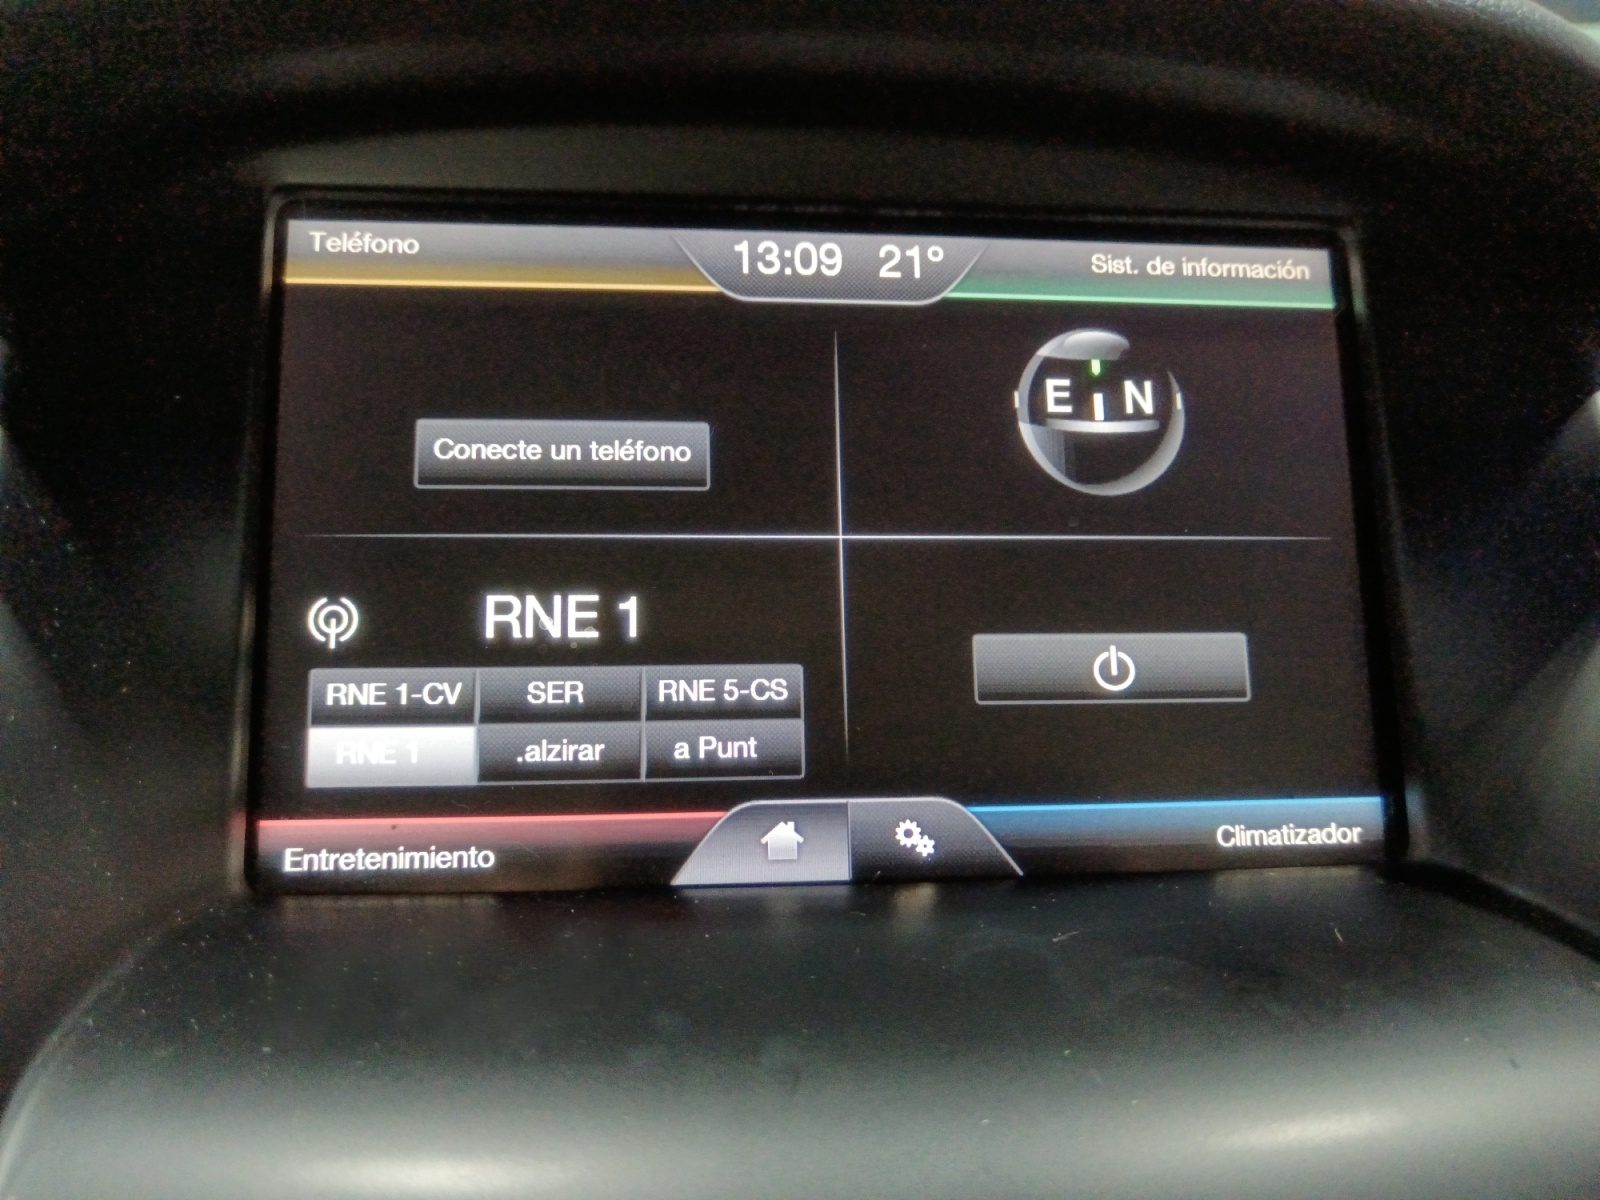 Teléfono
13:09 21°
Sist. de información
E N
Conecte un teléfono
RNE 1
RNE 1-CV SER RNE 5-CS
RNE 1 .alzirar a Punt
Entretenimiento
Climatizador